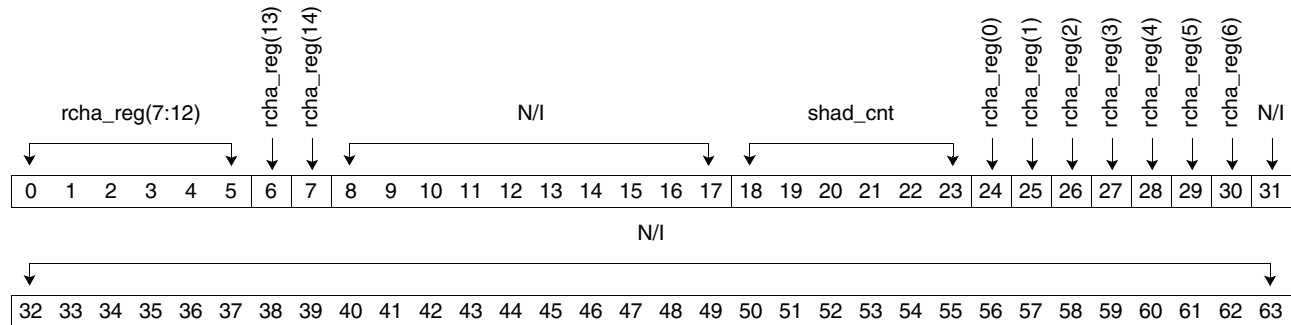 rcha_reg(7:12)
rcha_reg(13)
rcha_reg(14)
N/I
shad_cnt
rcha_reg(0)
rcha_reg(1)
rcha_reg(2)
rcha_reg(3)
rcha_reg(4)
rcha_reg(5)
rcha_reg(6)
N/I
0 1 2 3 4 5 6 7 8 9 10 11 12 13 14 15 16 17 18 19 20 21 22 23 24 25 26 27 28 29 30 31
N/I
32 33 34 35 36 37 38 39 40 41 42 43 44 45 46 47 48 49 50 51 52 53 54 55 56 57 58 59 60 61 62 63